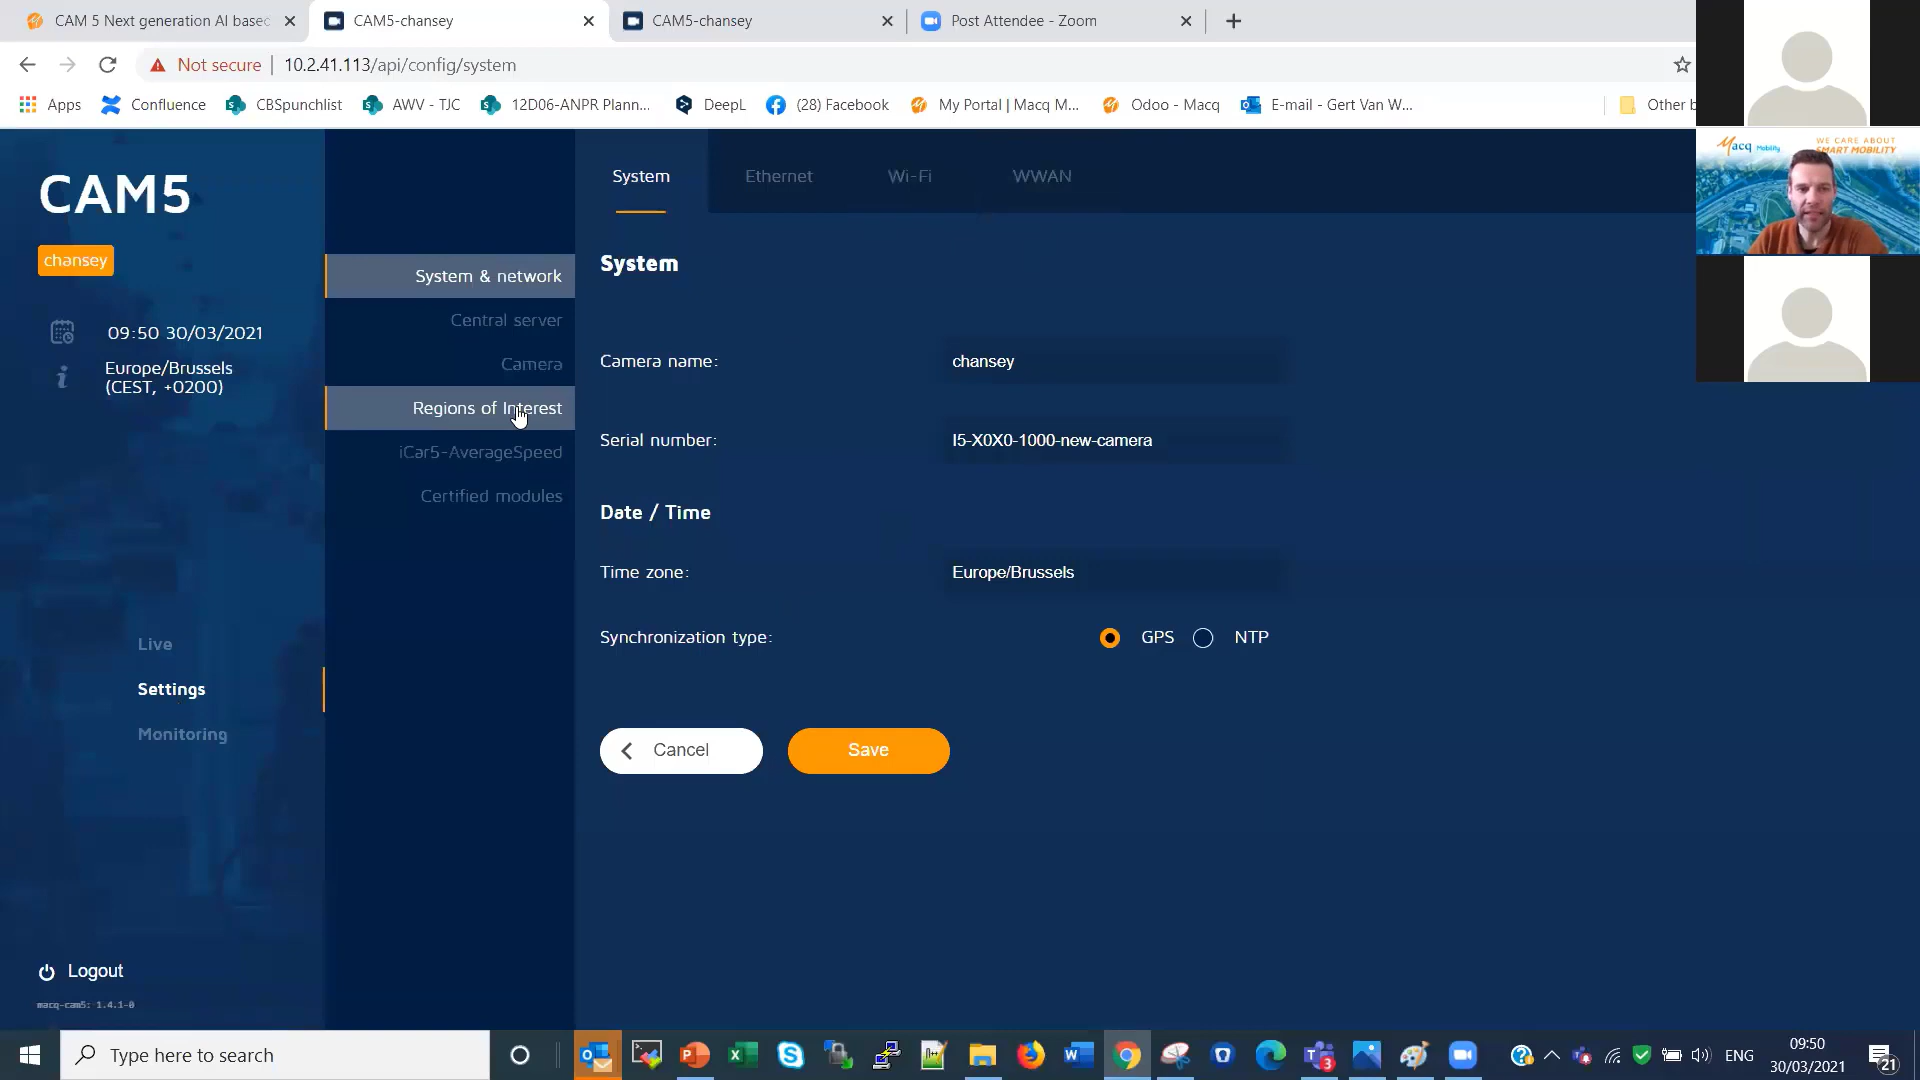 CAM 5 Next generation AI base
CAM5-chansey
CAM5-chansey
Post Attendee - Zoom
Not secure
10.2.41.113/api/config/system
Apps
Confluence
CBSpunchlist
AWV - TJC
12D06-ANPR Plann...
DeepL
(28) Facebook
My Portal | Macq M...
Odoo - Macq
E-mail - Gert Van W...
Other b
Macq Mobility
WE CARE ABOUT
SMART MOBILITY
CAM5
chansey
09:50 30/03/2021
Europe/Brussels
(CEST, +0200)
Live
Settings
Monitoring
Logout
macq-cam5: 1.4.1-0
System & network
Central server
Camera
Regions of Interest
iCar5-AverageSpeed
Certified modules
System
Ethernet
Wi-Fi
WWAN
System
Camera name:
chansey
Serial number:
I5-X0X0-1000-new-camera
Date / Time
Time zone:
Europe/Brussels
Synchronization type:
GPS
NTP
Cancel
Save
Type here to search
3
ENG
09:50
30/03/2021
21